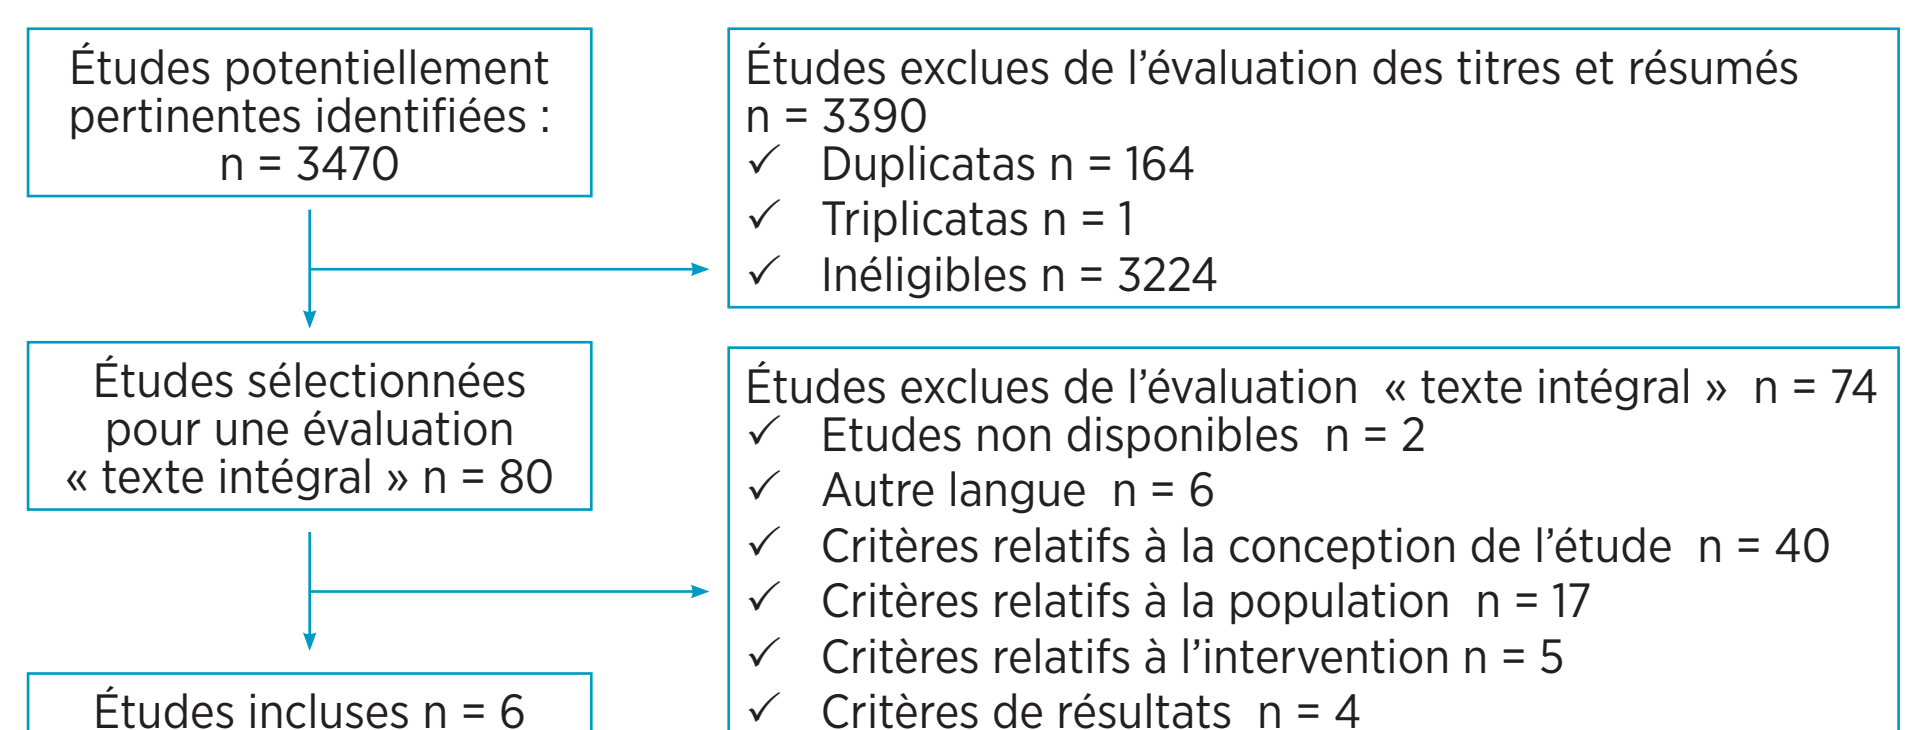 Études potentiellement
pertinentes identifiées :
n = 3470
Études exclues de l’évaluation des titres et résumés
n = 3390
✓ Duplicatas n = 164
✓ Triplicatas n = 1
✓ Inéligibles n = 3224
Études sélectionnées
pour une évaluation
« texte intégral » n = 80
Études exclues de l’évaluation « texte intégral » n = 74
✓ Etudes non disponibles n = 2
✓ Autre langue n = 6
✓ Critères relatifs à la conception de l’étude n = 40
✓ Critères relatifs à la population n = 17
✓ Critères relatifs à l’intervention n = 5
✓ Critères de résultats n = 4
Études incluses n = 6